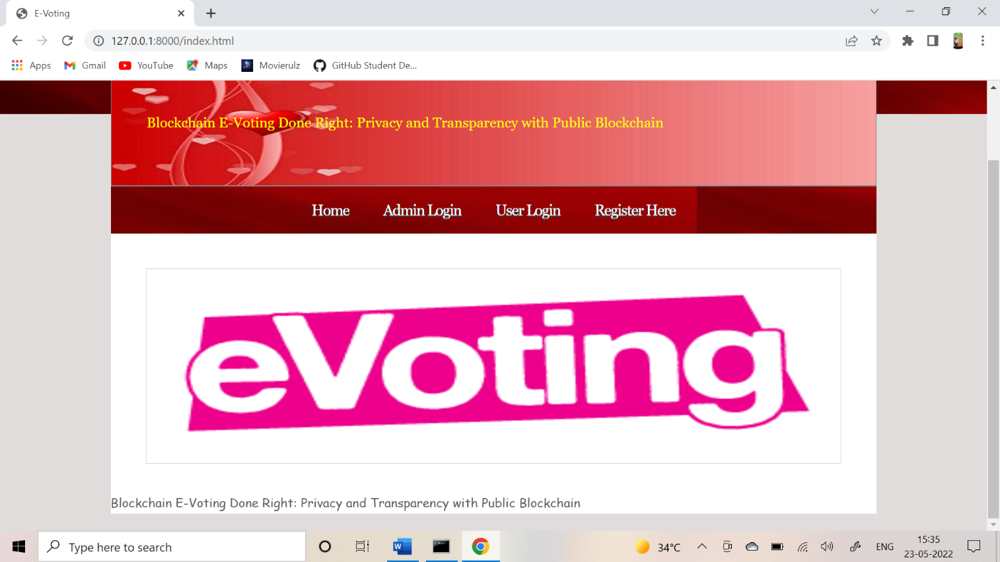 E-Voting
127.0.0.1:8000/index.html
Apps Gmail YouTube Maps Movierulz GitHub Student De...
Blockchain E-Voting Done Right: Privacy and Transparency with Public Blockchain
Home Admin Login User Login Register Here
eVoting
Blockchain E-Voting Done Right: Privacy and Transparency with Public Blockchain
Type here to search
W
34°C
ENG
15:35
23-05-2022